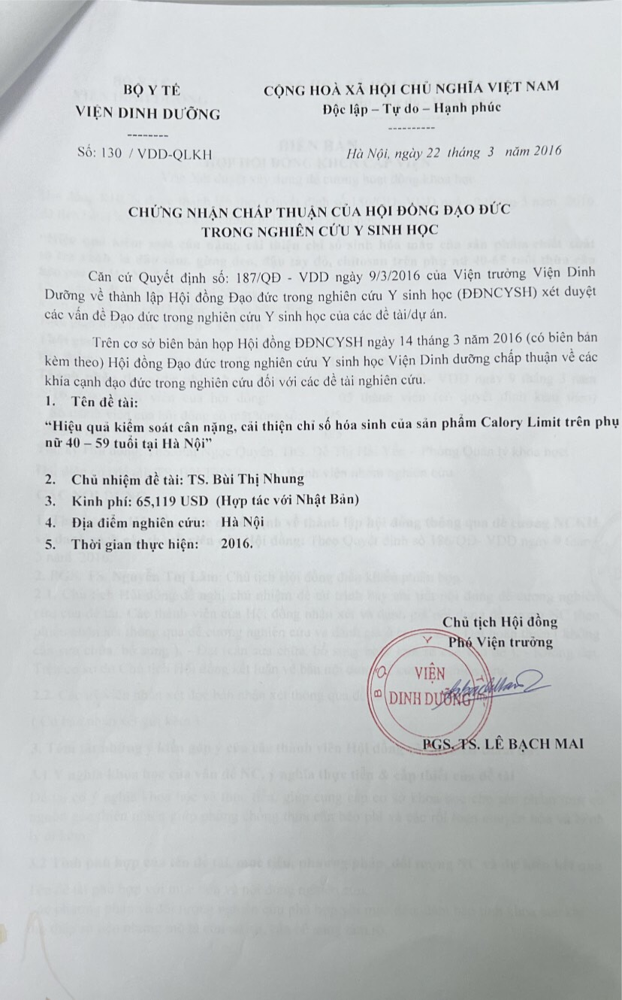 BỘ Y TẾ
VIỆN DINH DƯỠNG
--------
Số: 130 / VDD-QLKH
CỘNG HOÀ XÃ HỘI CHỦ NGHĨA VIỆT NAM
Độc lập – Tự do – Hạnh phúc
----------
Hà Nội, ngày 22 tháng 3 năm 2016
CHỨNG NHẬN CHẤP THUẬN CỦA HỘI ĐỒNG ĐẠO ĐỨC
TRONG NGHIÊN CỨU Y SINH HỌC
Căn cứ Quyết định số: 187/QĐ - VDD ngày 9/3/2016 của Viện trưởng Viện Dinh
Dưỡng về thành lập Hội đồng Đạo đức trong nghiên cứu Y sinh học (ĐĐNCYSH) xét duyệt
các vấn đề Đạo đức trong nghiên cứu Y sinh học của các đề tài/dự án.
Trên cơ sở biên bản họp Hội đồng ĐĐNCYSH ngày 14 tháng 3 năm 2016 (có biên bản
kèm theo) Hội đồng Đạo đức trong nghiên cứu Y sinh học Viện Dinh dưỡng chấp thuận về các
khía cạnh đạo đức trong nghiên cứu đối với các đề tài nghiên cứu.
1. Tên đề tài:
“Hiệu quả kiểm soát cân nặng, cải thiện chỉ số hóa sinh của sản phẩm Calory Limit trên phụ
nữ 40 – 59 tuổi tại Hà Nội”
2. Chủ nhiệm đề tài: TS. Bùi Thị Nhung
3. Kinh phí: 65,119 USD (Hợp tác với Nhật Bản)
4. Địa điểm nghiên cứu: Hà Nội
5. Thời gian thực hiện: 2016.
Chủ tịch Hội đồng
Phó Viện trưởng
BỘ Y
VIỆN
DINH DƯỠNG
PGS. TS. LÊ BẠCH MAI